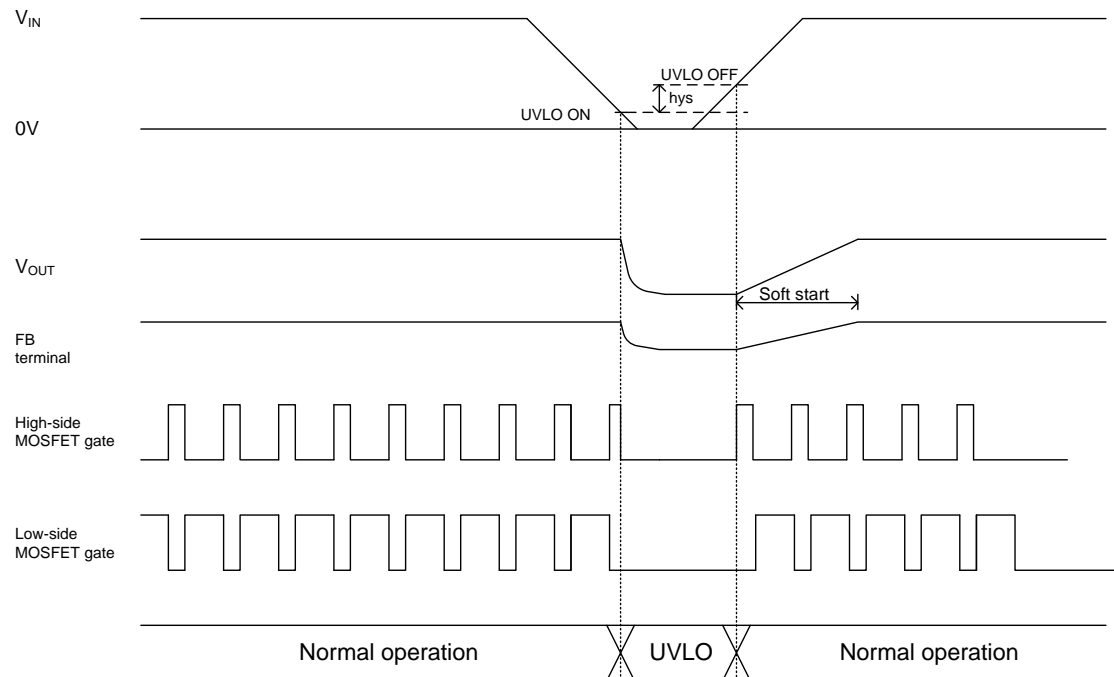 VIN
UVLO OFF
hys
UVLO ON
0V
VOUT
Soft start
FB
terminal
High-side
MOSFET gate
Low-side
MOSFET gate
Normal operation
UVLO
Normal operation